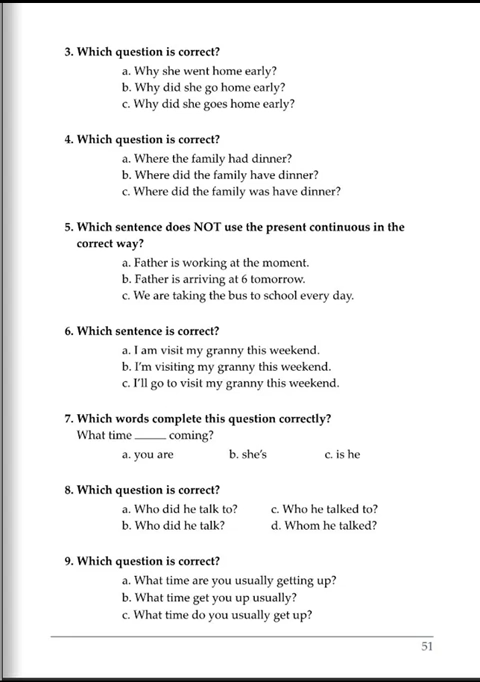 3. Which question is correct?
a. Why she went home early?
b. Why did she go home early?
c. Why did she goes home early?
4. Which question is correct?
a. Where the family had dinner?
b. Where did the family have dinner?
c. Where did the family was have dinner?
5. Which sentence does NOT use the present continuous in the
correct way?
a. Father is working at the moment.
b. Father is arriving at 6 tomorrow.
c. We are taking the bus to school every day.
6. Which sentence is correct?
a. I am visit my granny this weekend.
b. I'm visiting my granny this weekend.
c. I'll go to visit my granny this weekend.
7. Which words complete this question correctly?
What time _____ coming?
a. you are b. she's c. is he
8. Which question is correct?
a. Who did he talk to? c. Who he talked to?
b. Who did he talk? d. Whom he talked?
9. Which question is correct?
a. What time are you usually getting up?
b. What time get you up usually?
c. What time do you usually get up?
51